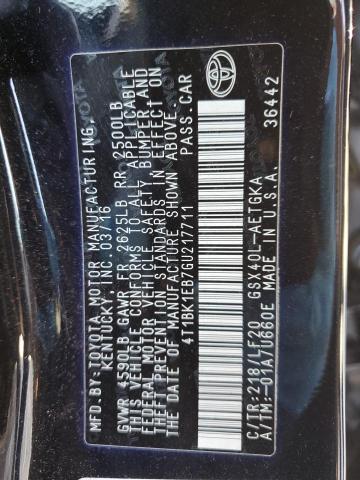 MFD.BY:TOYOTA MOTOR MANUFACTURING,
KENTUCKY, INC. 03/16
GVWR 4590LB GAWR FR 2625LB RR 2500LB
THIS VEHICLE CONFORMS TO ALL APPLICABLE
FEDERAL MOTOR VEHICLE SAFETY, BUMPER, AND
THEFT PREVENTION STANDARDS IN EFFECT ON
THE DATE OF MANUFACTURE SHOWN ABOVE.
4T1BK1EB7GU217711 PASS.CAR
C/TR:218/LF20 GSX40L-AETGKA
A/TM:-01A/U660E MADE IN U.S.A.
36442